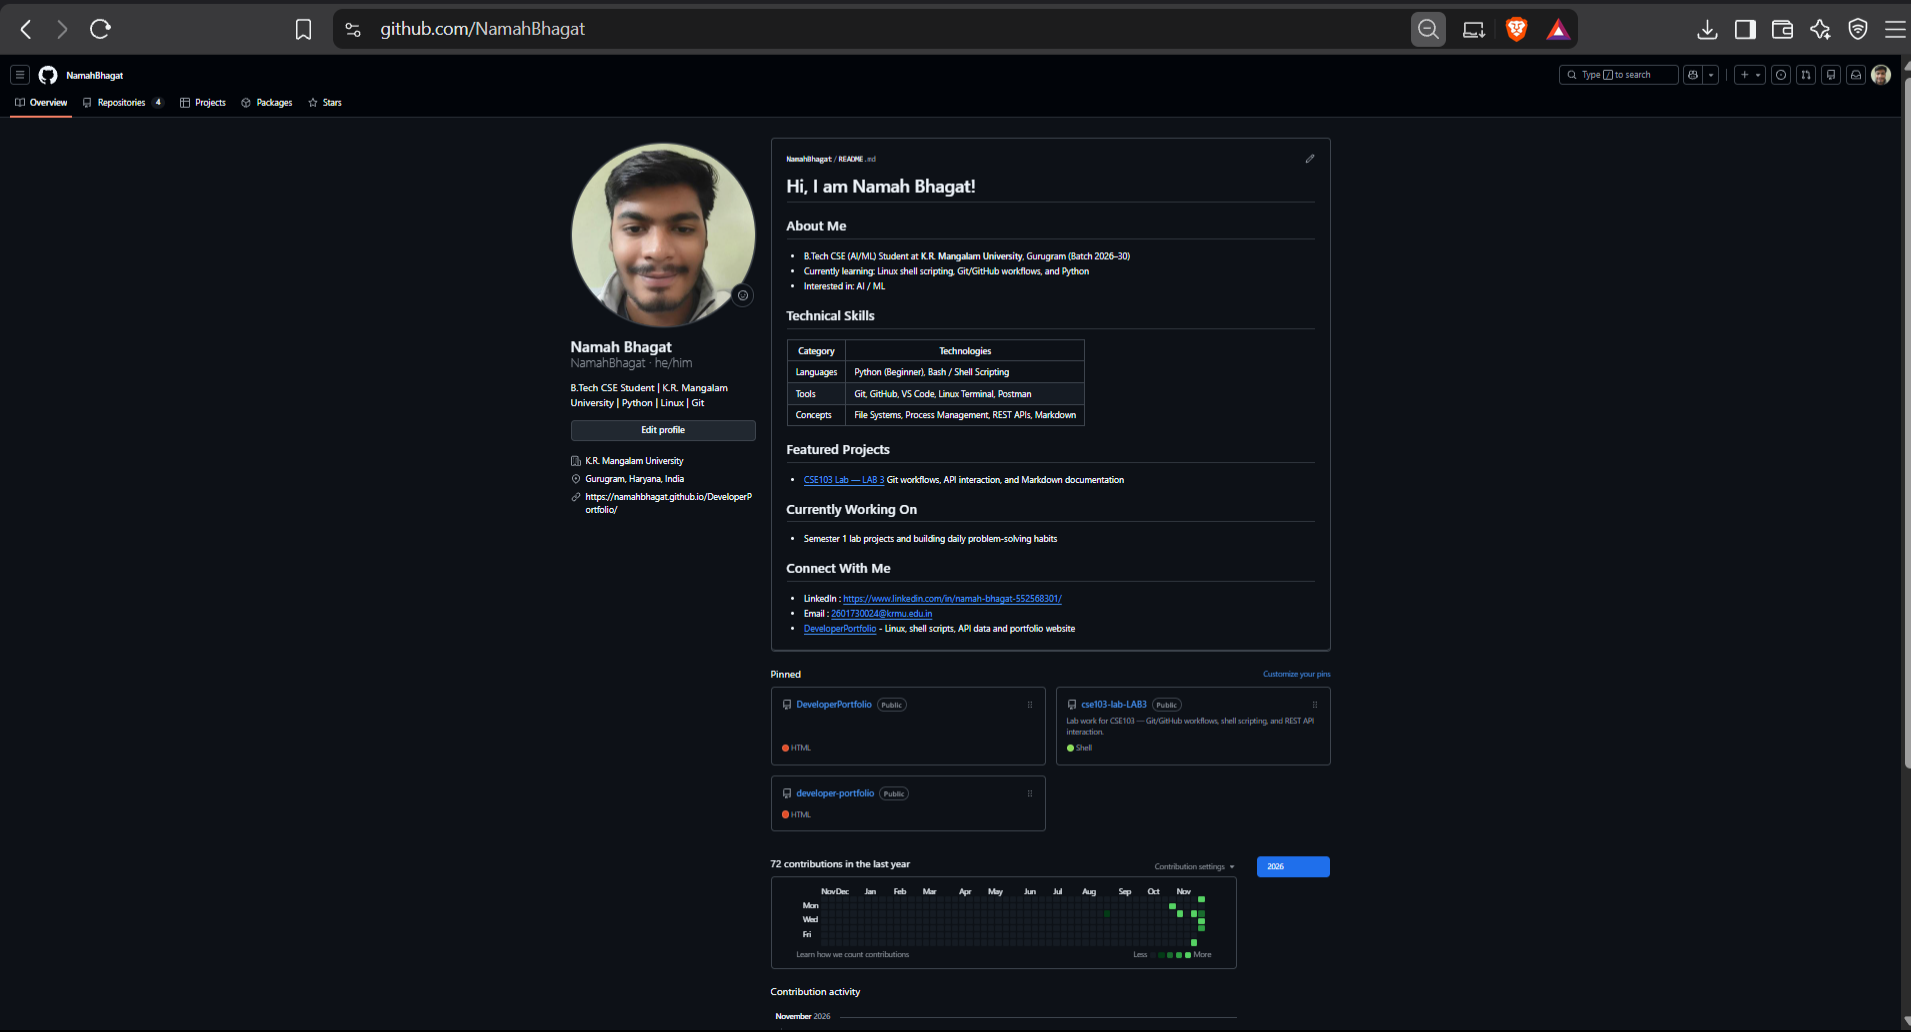 github.com/NamahBhagat
NamahBhagat
Type / to search
Overview
Repositories 4
Projects
Packages
Stars
Namah Bhagat
NamahBhagat · he/him
B.Tech CSE Student | K.R. Mangalam
University | Python | Linux | Git
Edit profile
K.R. Mangalam University
Gurugram, Haryana, India
https://namahbhagat.github.io/DeveloperP
ortfolio/
NamahBhagat / README.md
Hi, I am Namah Bhagat!
About Me
• B.Tech CSE (AI/ML) Student at K.R. Mangalam University, Gurugram (Batch 2026–30)
• Currently learning: Linux shell scripting, Git/GitHub workflows, and Python
• Interested in: AI / ML
Technical Skills
Category Technologies
Languages Python (Beginner), Bash / Shell Scripting
Tools Git, GitHub, VS Code, Linux Terminal, Postman
Concepts File Systems, Process Management, REST APIs, Markdown
Featured Projects
• CSE103 Lab — LAB 3 Git workflows, API interaction, and Markdown documentation
Currently Working On
• Semester 1 lab projects and building daily problem-solving habits
Connect With Me
• LinkedIn : https://www.linkedin.com/in/namah-bhagat-552568301/
• Email : 2601730024@krmu.edu.in
• DeveloperPortfolio - Linux, shell scripts, API data and portfolio website
Pinned
Customize your pins
DeveloperPortfolio Public
HTML
cse103-lab-LAB3 Public
Lab work for CSE103 — Git/GitHub workflows, shell scripting, and REST API
interaction.
Shell
developer-portfolio Public
HTML
72 contributions in the last year
Contribution settings
2026
Nov Dec Jan Feb Mar Apr May Jun Jul Aug Sep Oct Nov
Mon
Wed
Fri
Learn how we count contributions
Less More
Contribution activity
November 2026